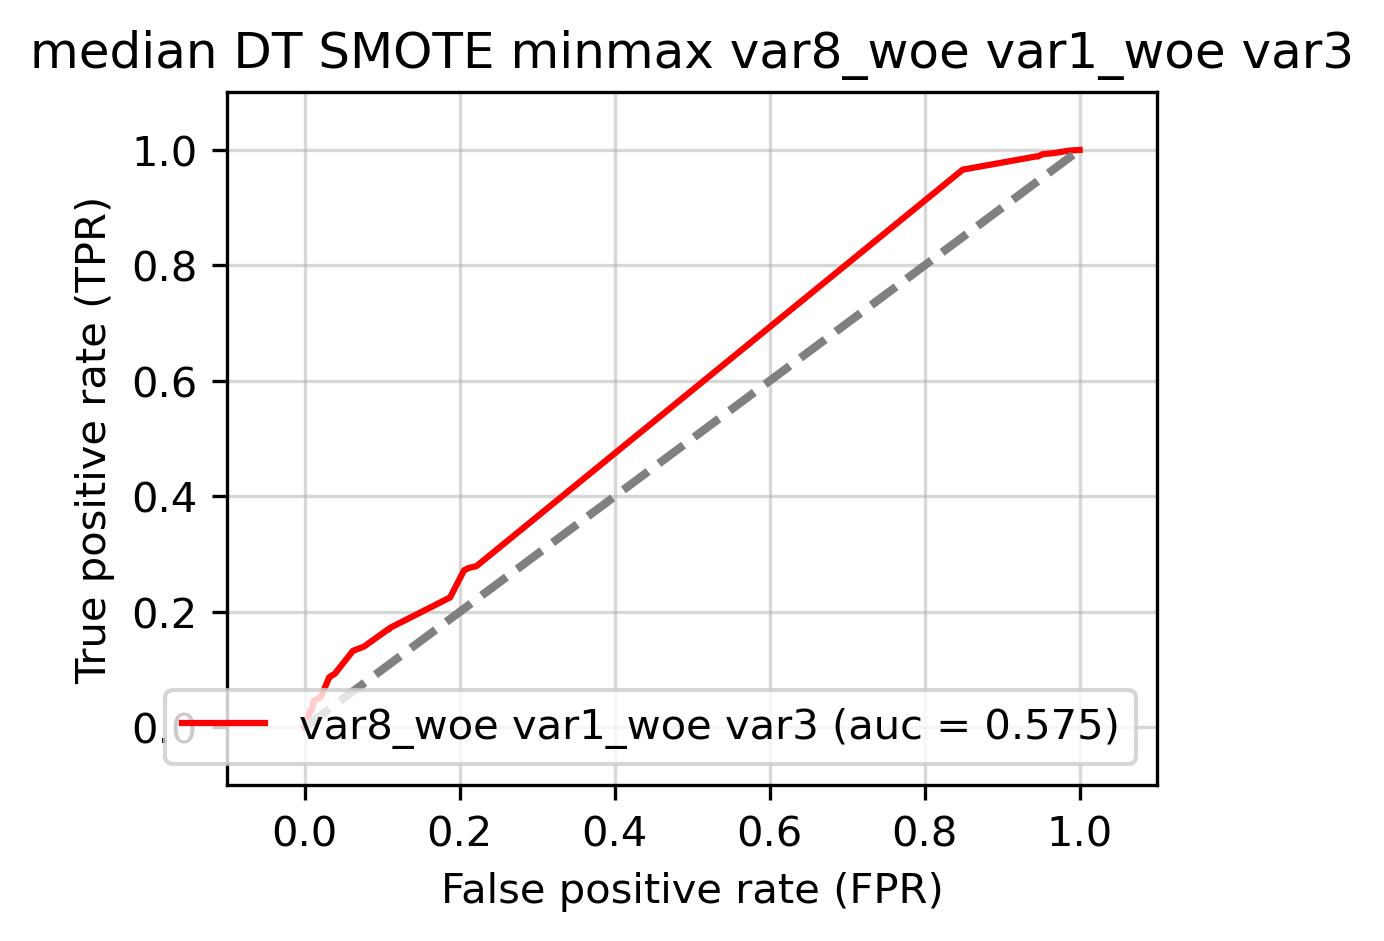 median DT SMOTE minmax var8_woe var1_woe var3
1.0
0.8
0.6
0.4
0.2
0.0
True positive rate (TPR)
var8_woe var1_woe var3 (auc = 0.575)
0.0 0.2 0.4 0.6 0.8 1.0
False positive rate (FPR)